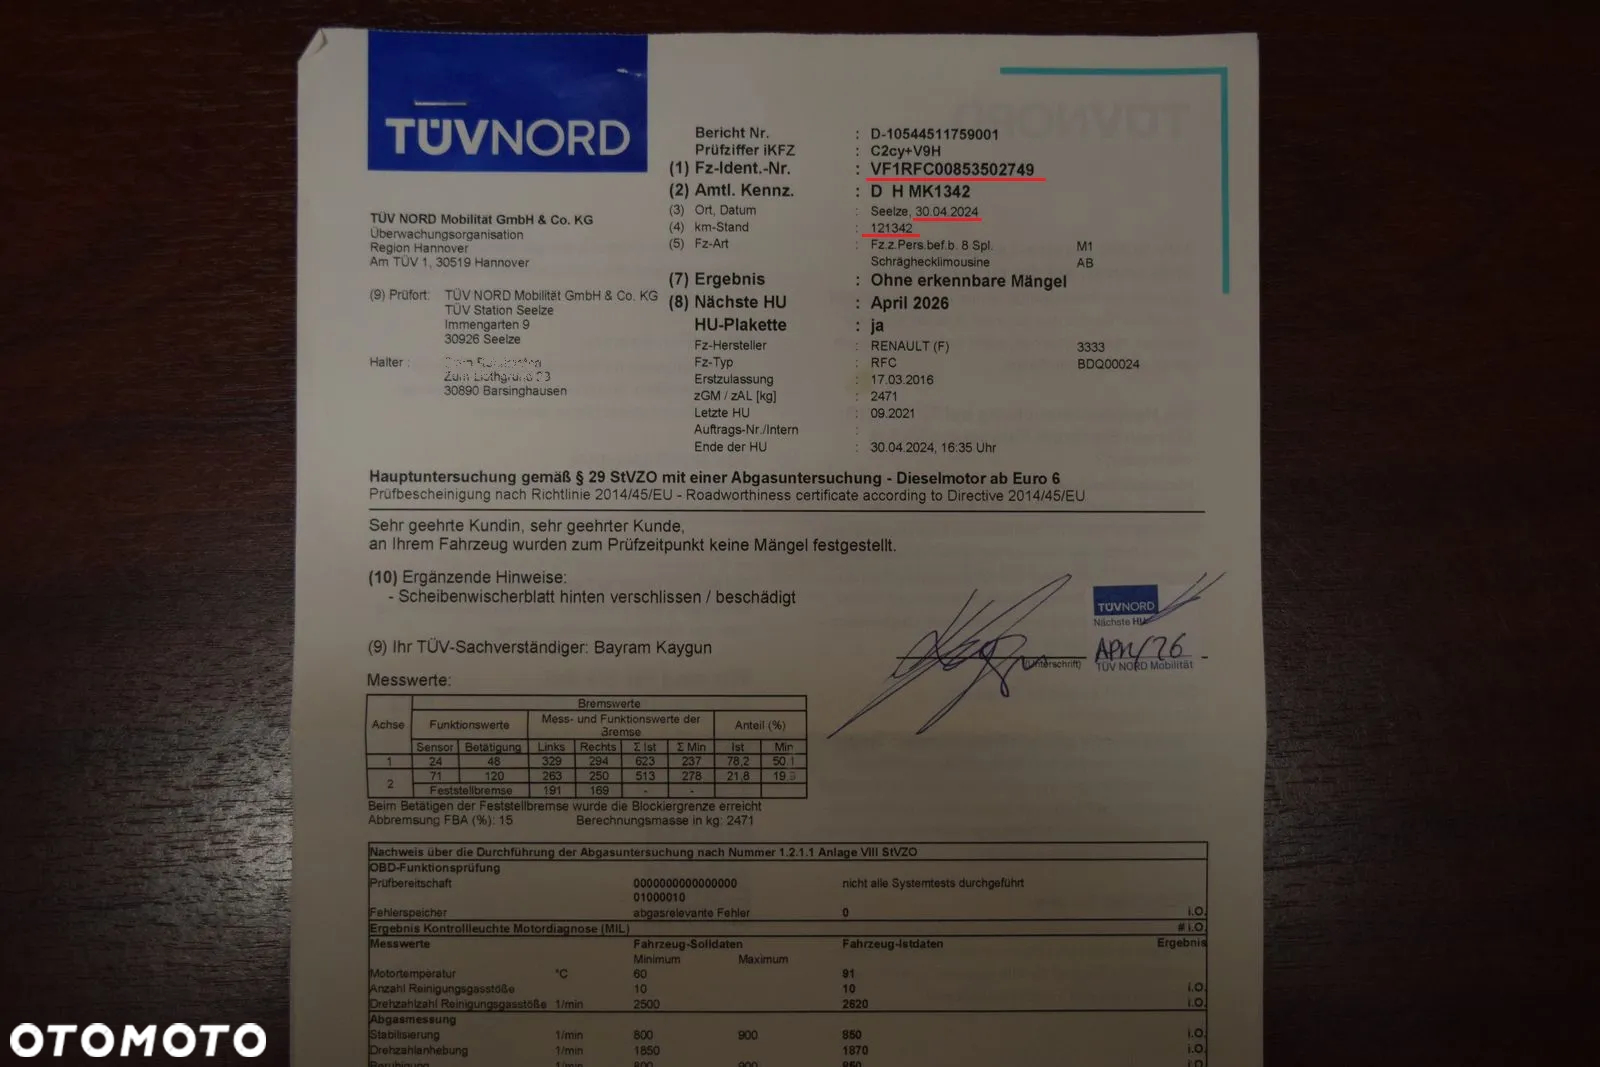 TÜVNORD
Bericht Nr. : D-10544511759001
Prüfziffer iKFZ : C2cy+V9H
(1) Fz-Ident.-Nr. : VF1RFC00853502749
(2) Amtl. Kennz. : D H MK1342
(3) Ort, Datum : Seelze, 30.04.2024
(4) km-Stand : 121342
(5) Fz-Art : Fz.z.Pers.bef.b. 8 Spl. M1
Schräghecklimousine AB
(7) Ergebnis : Ohne erkennbare Mängel
(8) Nächste HU : April 2026
HU-Plakette : ja
Fz-Hersteller : RENAULT (F) 3333
Fz-Typ : RFC BDQ00024
Erstzulassung : 17.03.2016
zGM / zAL [kg] : 2471
Letzte HU : 09.2021
Auftrags-Nr./Intern :
Ende der HU : 30.04.2024, 16:35 Uhr
TÜV NORD Mobilität GmbH & Co. KG
Überwachungsorganisation
Region Hannover
Am TÜV 1, 30519 Hannover
(9) Prüfort: TÜV NORD Mobilität GmbH & Co. KG
TÜV Station Seelze
Immengarten 9
30926 Seelze
Halter :
Zum
30890 Barsinghausen
Hauptuntersuchung gemäß § 29 StVZO mit einer Abgasuntersuchung - Dieselmotor ab Euro 6
Prüfbescheinigung nach Richtlinie 2014/45/EU - Roadworthiness certificate according to Directive 2014/45/EU
Sehr geehrte Kundin, sehr geehrter Kunde,
an Ihrem Fahrzeug wurden zum Prüfzeitpunkt keine Mängel festgestellt.
(10) Ergänzende Hinweise:
- Scheibenwischerblatt hinten verschlissen / beschädigt
(9) Ihr TÜV-Sachverständiger: Bayram Kaygun
(Unterschrift)
TÜVNORD
Nächste HU
April/26
TÜV NORD Mobilität
Messwerte:
Bremswerte
Achse Funktionswerte Mess- und Funktionswerte der Bremse Anteil (%)
Sensor Betätigung Links Rechts Σ Ist Σ Min Ist Min
1 24 48 329 294 623 237 78,2 50,1
2 71 120 263 250 513 278 21,8
Feststellbremse 191 169 - -
Beim Betätigen der Feststellbremse wurde die Blockiergrenze erreicht
Abbremsung FBA (%): 15 Berechnungsmasse in kg: 2471
Nachweis über die Durchführung der Abgasuntersuchung nach Nummer 1.2.1.1 Anlage VIII StVZO
OBD-Funktionsprüfung
Prüfbereitschaft 0000000000000000 nicht alle Systemtests durchgeführt
01000010
Fehlerspeicher abgasrelevante Fehler 0 i.O.
Ergebnis Kontrollleuchte Motordiagnose (MIL) # i.O.
Messwerte Fahrzeug-Solldaten Fahrzeug-Istdaten Ergebnis
Minimum Maximum
Motortemperatur °C 60 91
Anzahl Reinigungsgasstöße 10 10 i.O.
Drehzahlzahl Reinigungsgasstöße 1/min 2500 2620 i.O.
Abgasmessung
Stabilisierung 1/min 800 900 850 i.O.
Drehzahlanhebung 1/min 1850 1870 i.O.
Beruhigung 1/min 800 900 850 i.O.
OTOMOTO